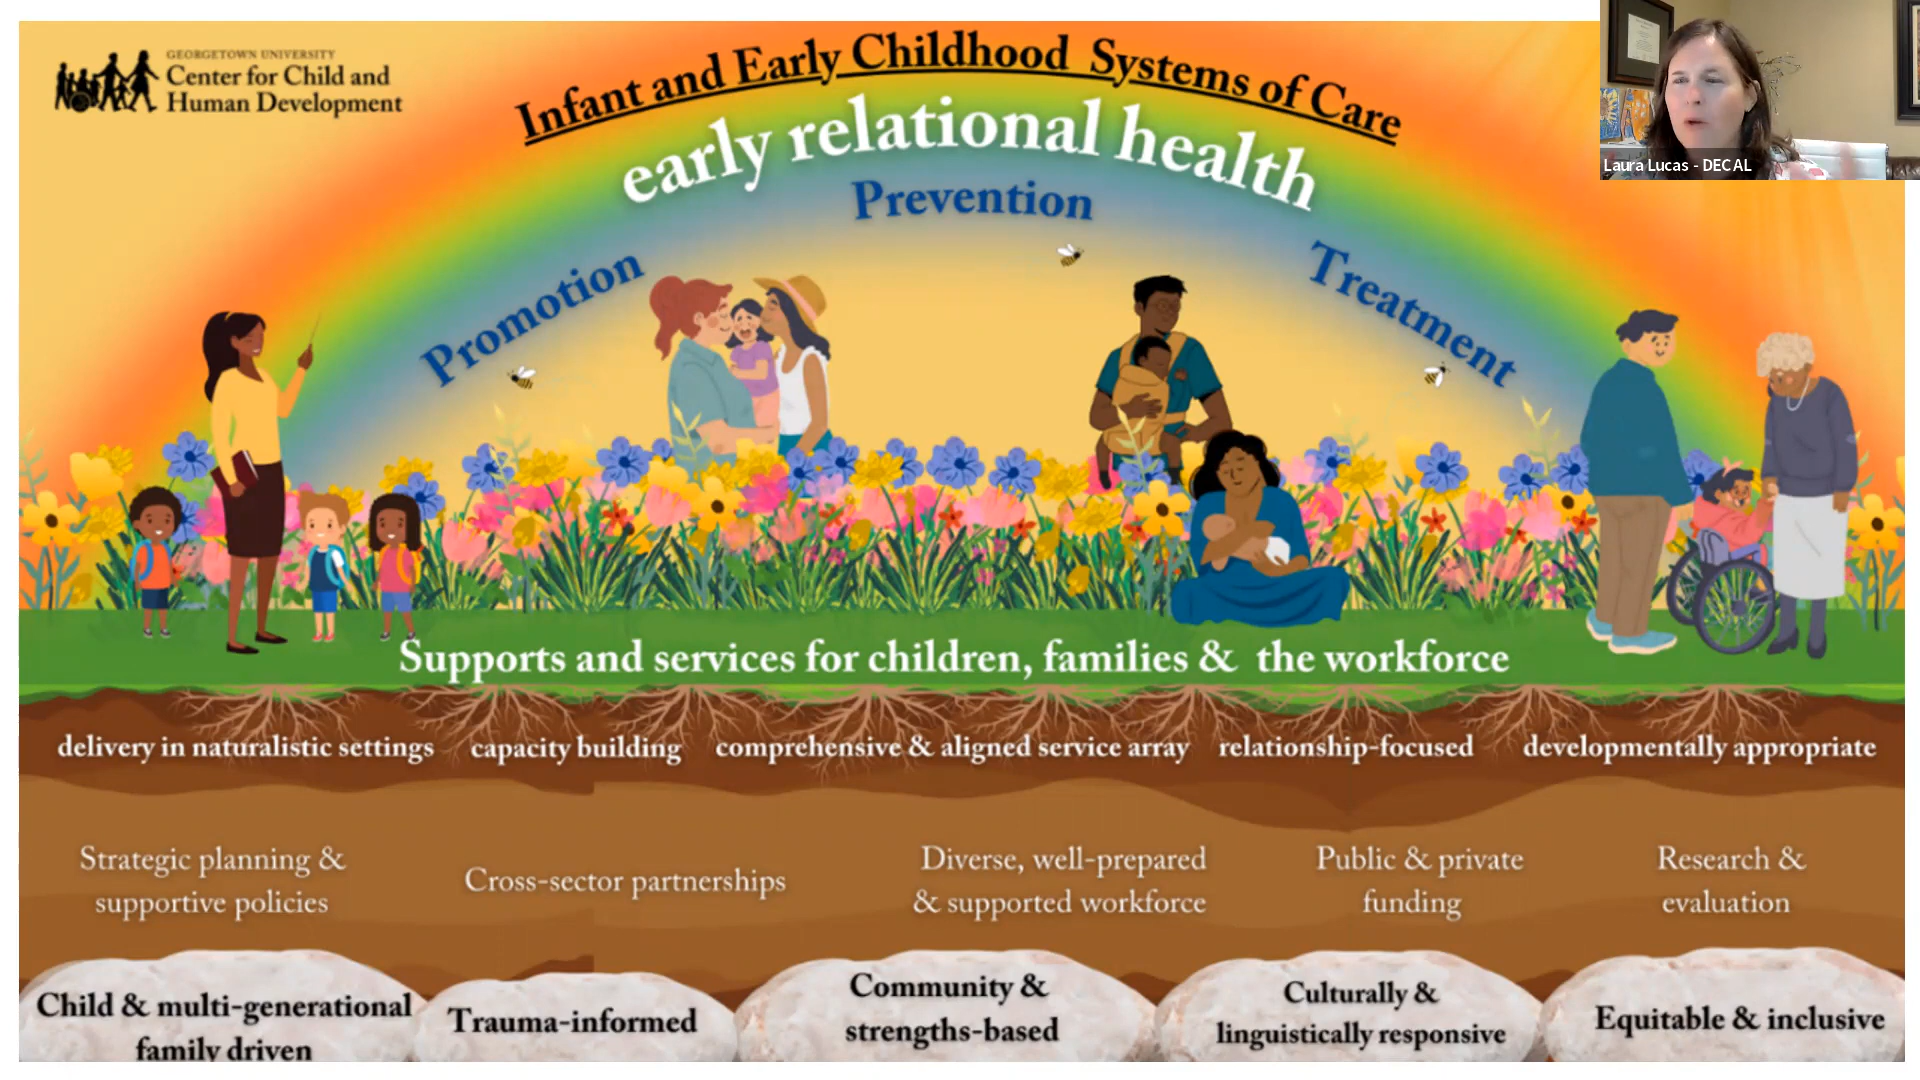 GEORGETOWN UNIVERSITY
Center for Child and
Human Development
Infant and Early Childhood Systems of Care
early relational health
Prevention
Promotion
Treatment
Laura Lucas - DECAL
Supports and services for children, families & the workforce
delivery in naturalistic settings
capacity building
comprehensive & aligned service array
relationship-focused
developmentally appropriate
Strategic planning &
supportive policies
Cross-sector partnerships
Diverse, well-prepared
& supported workforce
Public & private
funding
Research &
evaluation
Child & multi-generational
family driven
Trauma-informed
Community &
strengths-based
Culturally &
linguistically responsive
Equitable & inclusive